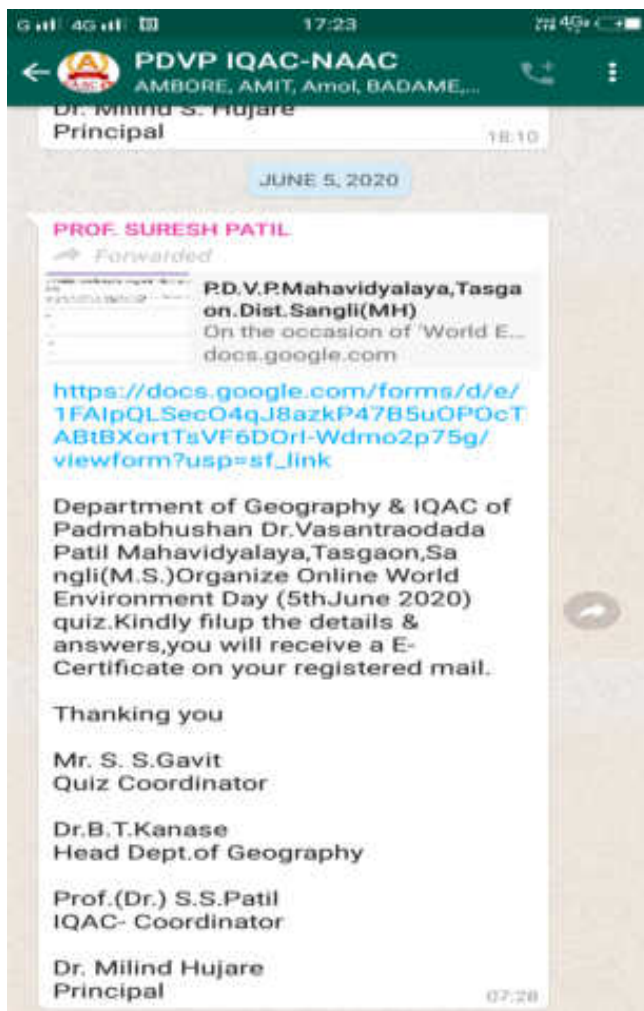 17:23
PDVP IQAC-NAAC
AMBORE, AMIT, Amol, BADAME,...
Dr. Milind S. Hujare
Principal
18:10
JUNE 5, 2020
PROF. SURESH PATIL
Forwarded
P.D.V.P.Mahavidyalaya,Tasga
on.Dist.Sangli(MH)
On the occasion of 'World E...
docs.google.com
https://docs.google.com/forms/d/e/
1FAIpQLSecO4qJ8azkP47B5uOPOcT
ABtBXortTsVF6DOrI-Wdmo2p75g/
viewform?usp=sf_link
Department of Geography & IQAC of
Padmabhushan Dr.Vasantraodada
Patil Mahavidyalaya,Tasgaon,Sa
ngli(M.S.)Organize Online World
Environment Day (5thJune 2020)
quiz.Kindly filup the details &
answers,you will receive a E-
Certificate on your registered mail.
Thanking you
Mr. S. S.Gavit
Quiz Coordinator
Dr.B.T.Kanase
Head Dept.of Geography
Prof.(Dr.) S.S.Patil
IQAC- Coordinator
Dr. Milind Hujare
Principal
07:28